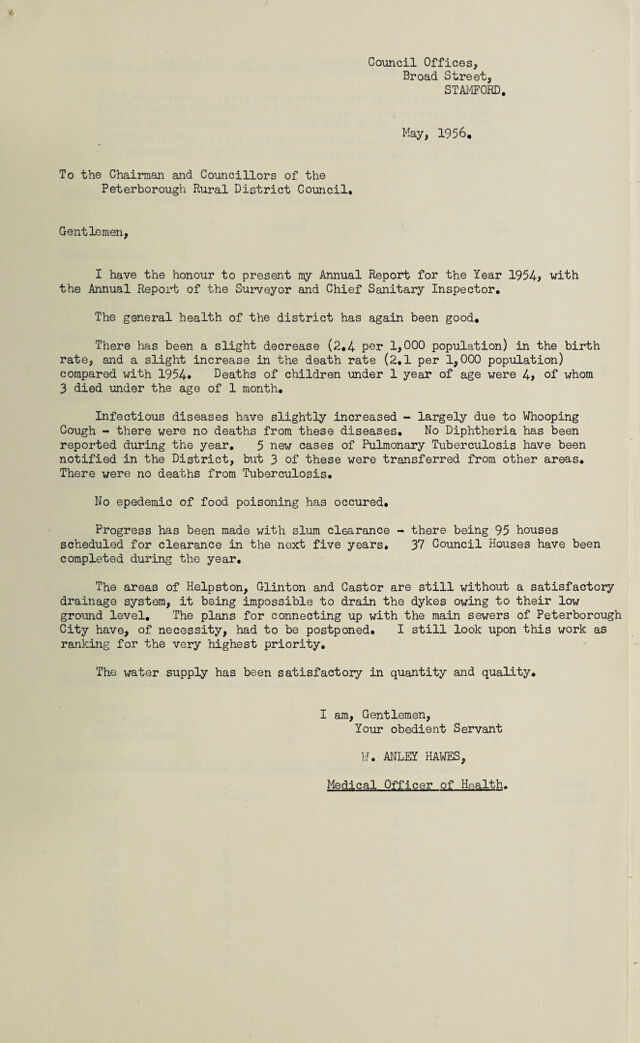 Council Offices,
Broad Street,
STAMFORD.
May, 1956.
To the Chairman and Councillors of the
Peterborough Rural District Council.
Gentlemen,
I have the honour to present my Annual Report for the Year 1954, with
the Annual Report of the Surveyor and Chief Sanitary Inspector.
The general health of the district has again been good.
There has been a slight decrease (2.4 per 1,000 population) in the birth
rate, and a slight increase in the death rate (2.1 per 1,000 population)
compared with 1954. Deaths of children under 1 year of age were 4, of whom
3 died under the age of 1 month.
Infectious diseases have slightly increased - largely due to Whooping
Cough - there were no deaths from these diseases. No Diphtheria has been
reported during the year. 5 new cases of Pulmonary Tuberculosis have been
notified in the District, but 3 of these were transferred from other areas.
There were no deaths from Tuberculosis.
No epedemic of food poisoning has occured.
Progress has been made with slum clearance - there being 95 houses
scheduled for clearance in the next five years. 37 Council Houses have been
completed during the year.
The areas of Helpston, Glinton and Castor are still without a satisfactory
drainage system, it being impossible to drain the dykes owing to their low
ground level. The plans for connecting up with the main sewers of Peterborough
City have, of necessity, had to be postponed. I still look upon this work as
ranking for the very highest priority.
The water supply has been satisfactory in quantity and quality.
I am, Gentlemen,
Your obedient Servant
W. ANLEY HAWES,
Medical Officer of Health.